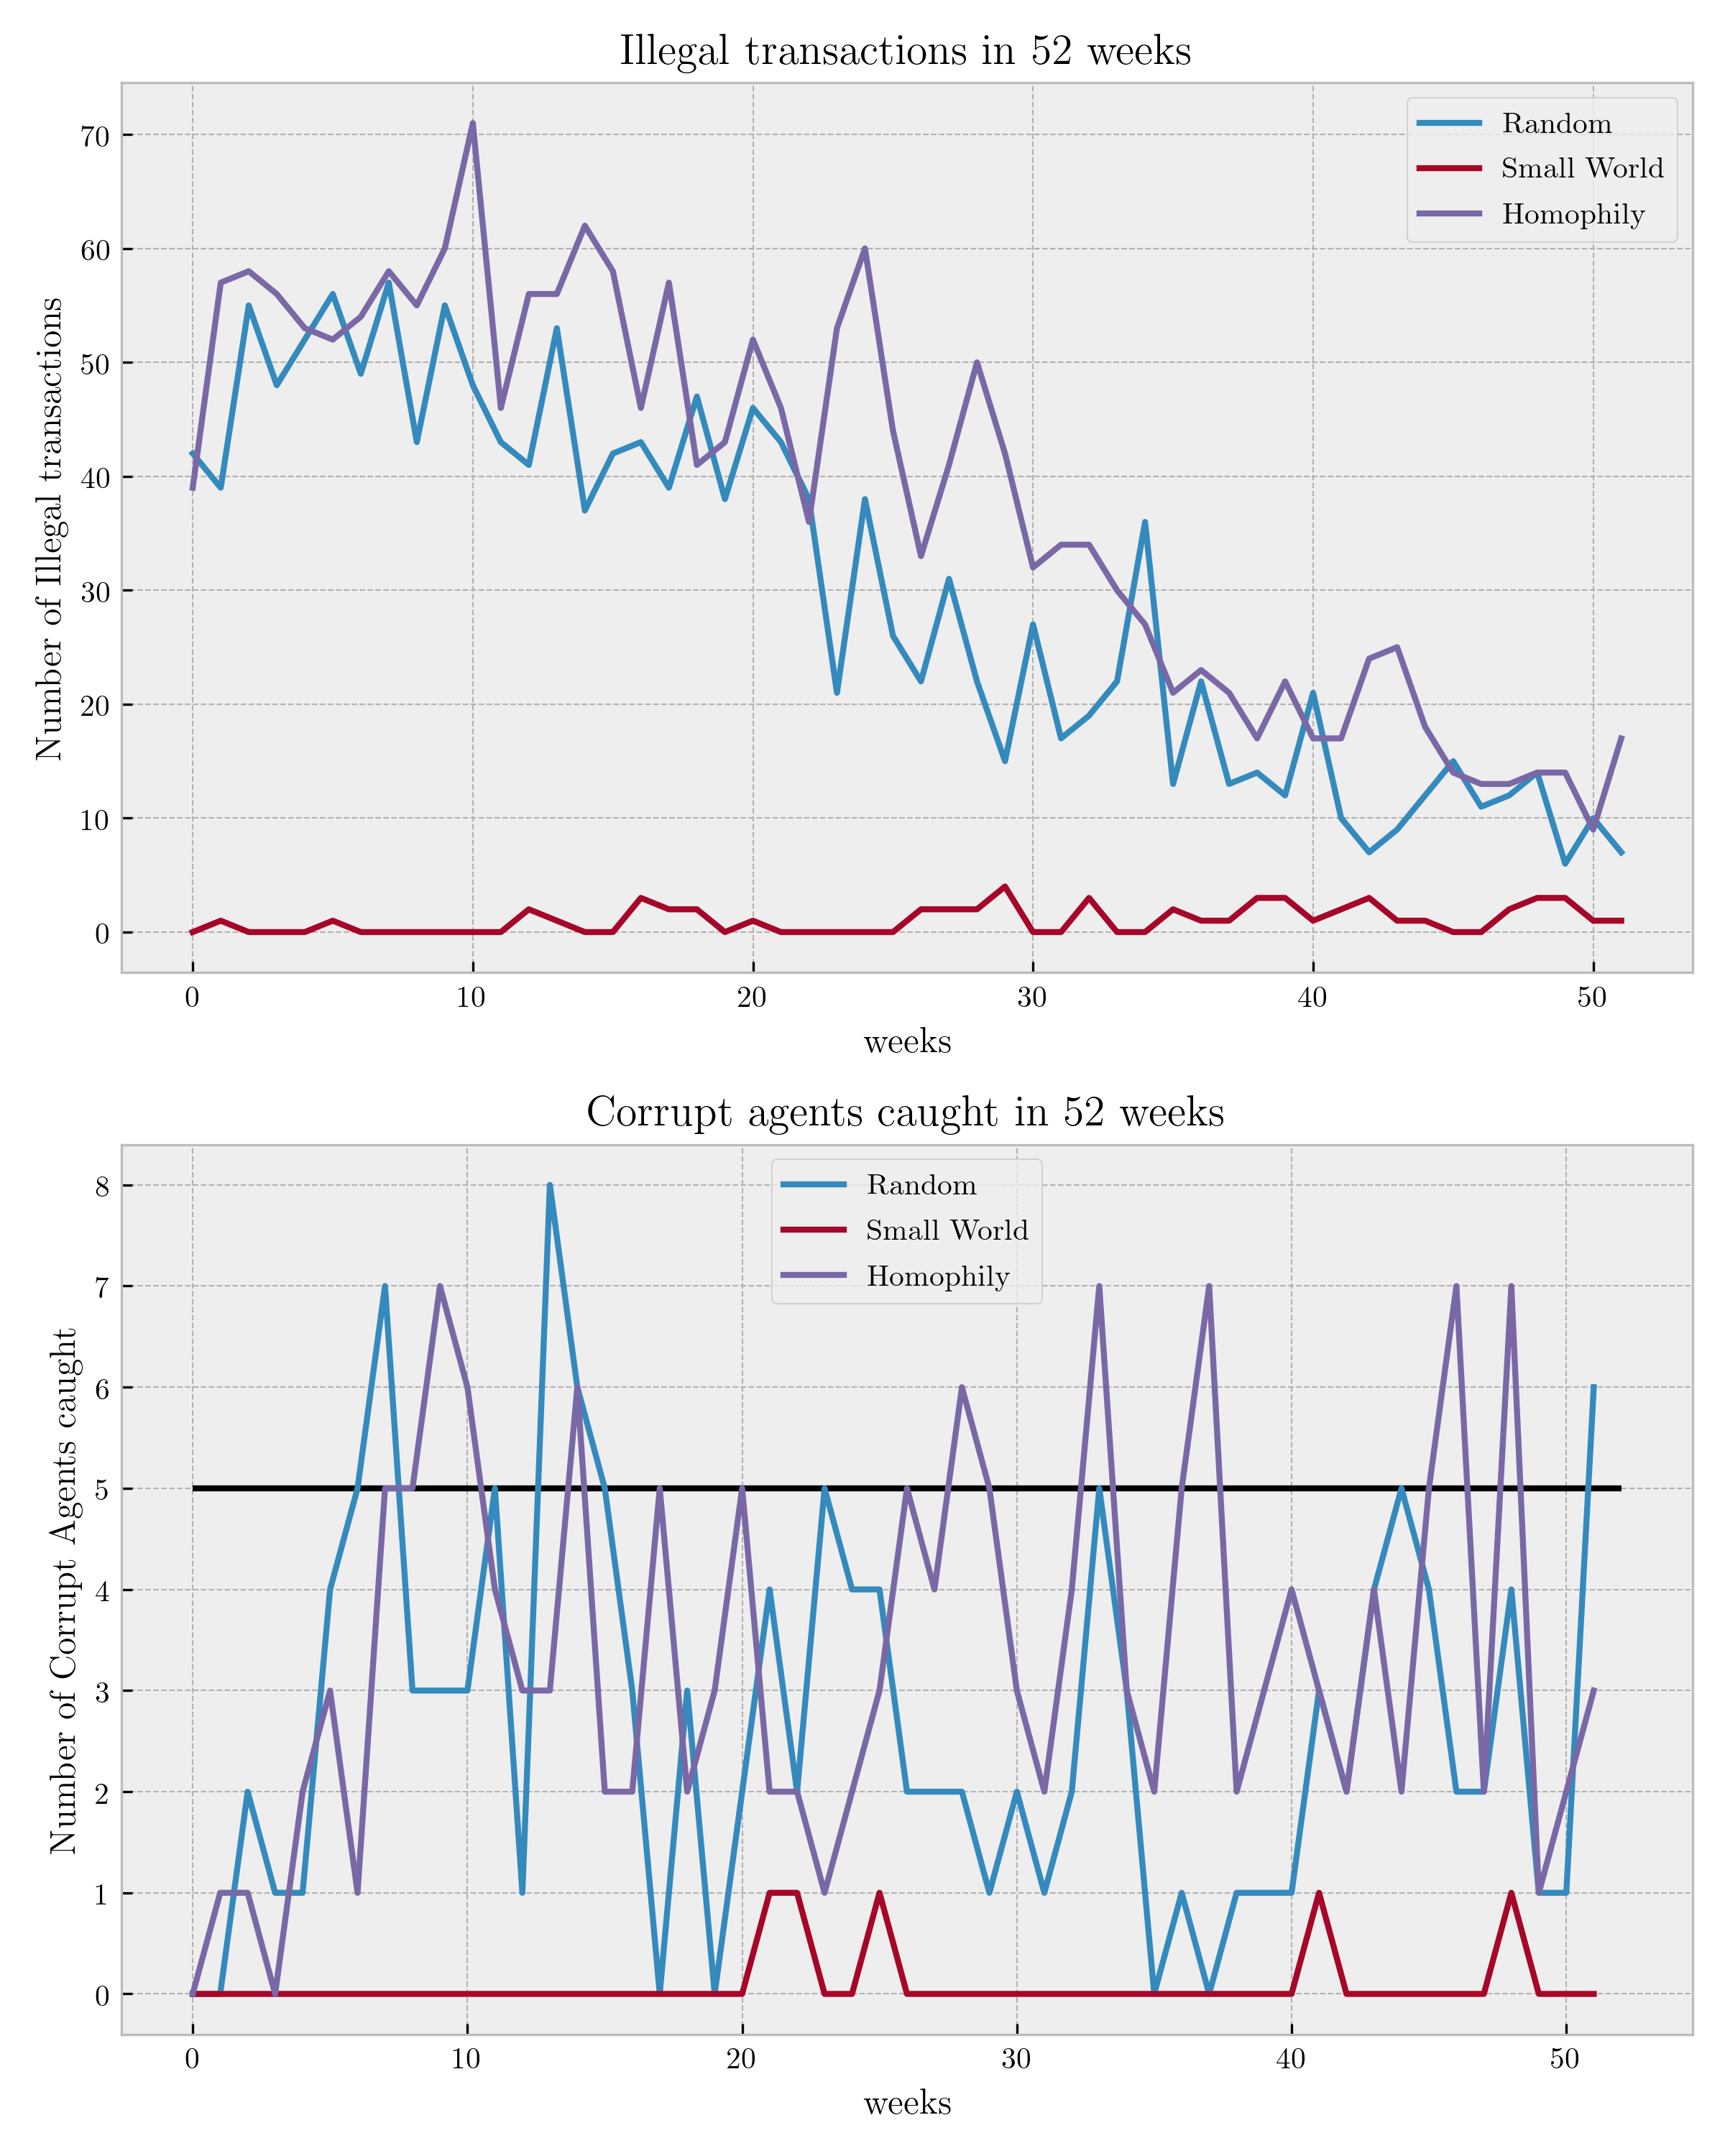 Illegal transactions in 52 weeks
Number of Illegal transactions
70
60
50
40
30
20
10
0
Random
Small World
Homophily
0 10 20 30 40 50
weeks
Corrupt agents caught in 52 weeks
Number of Corrupt Agents caught
8
7
6
5
4
3
2
1
0
Random
Small World
Homophily
0 10 20 30 40 50
weeks